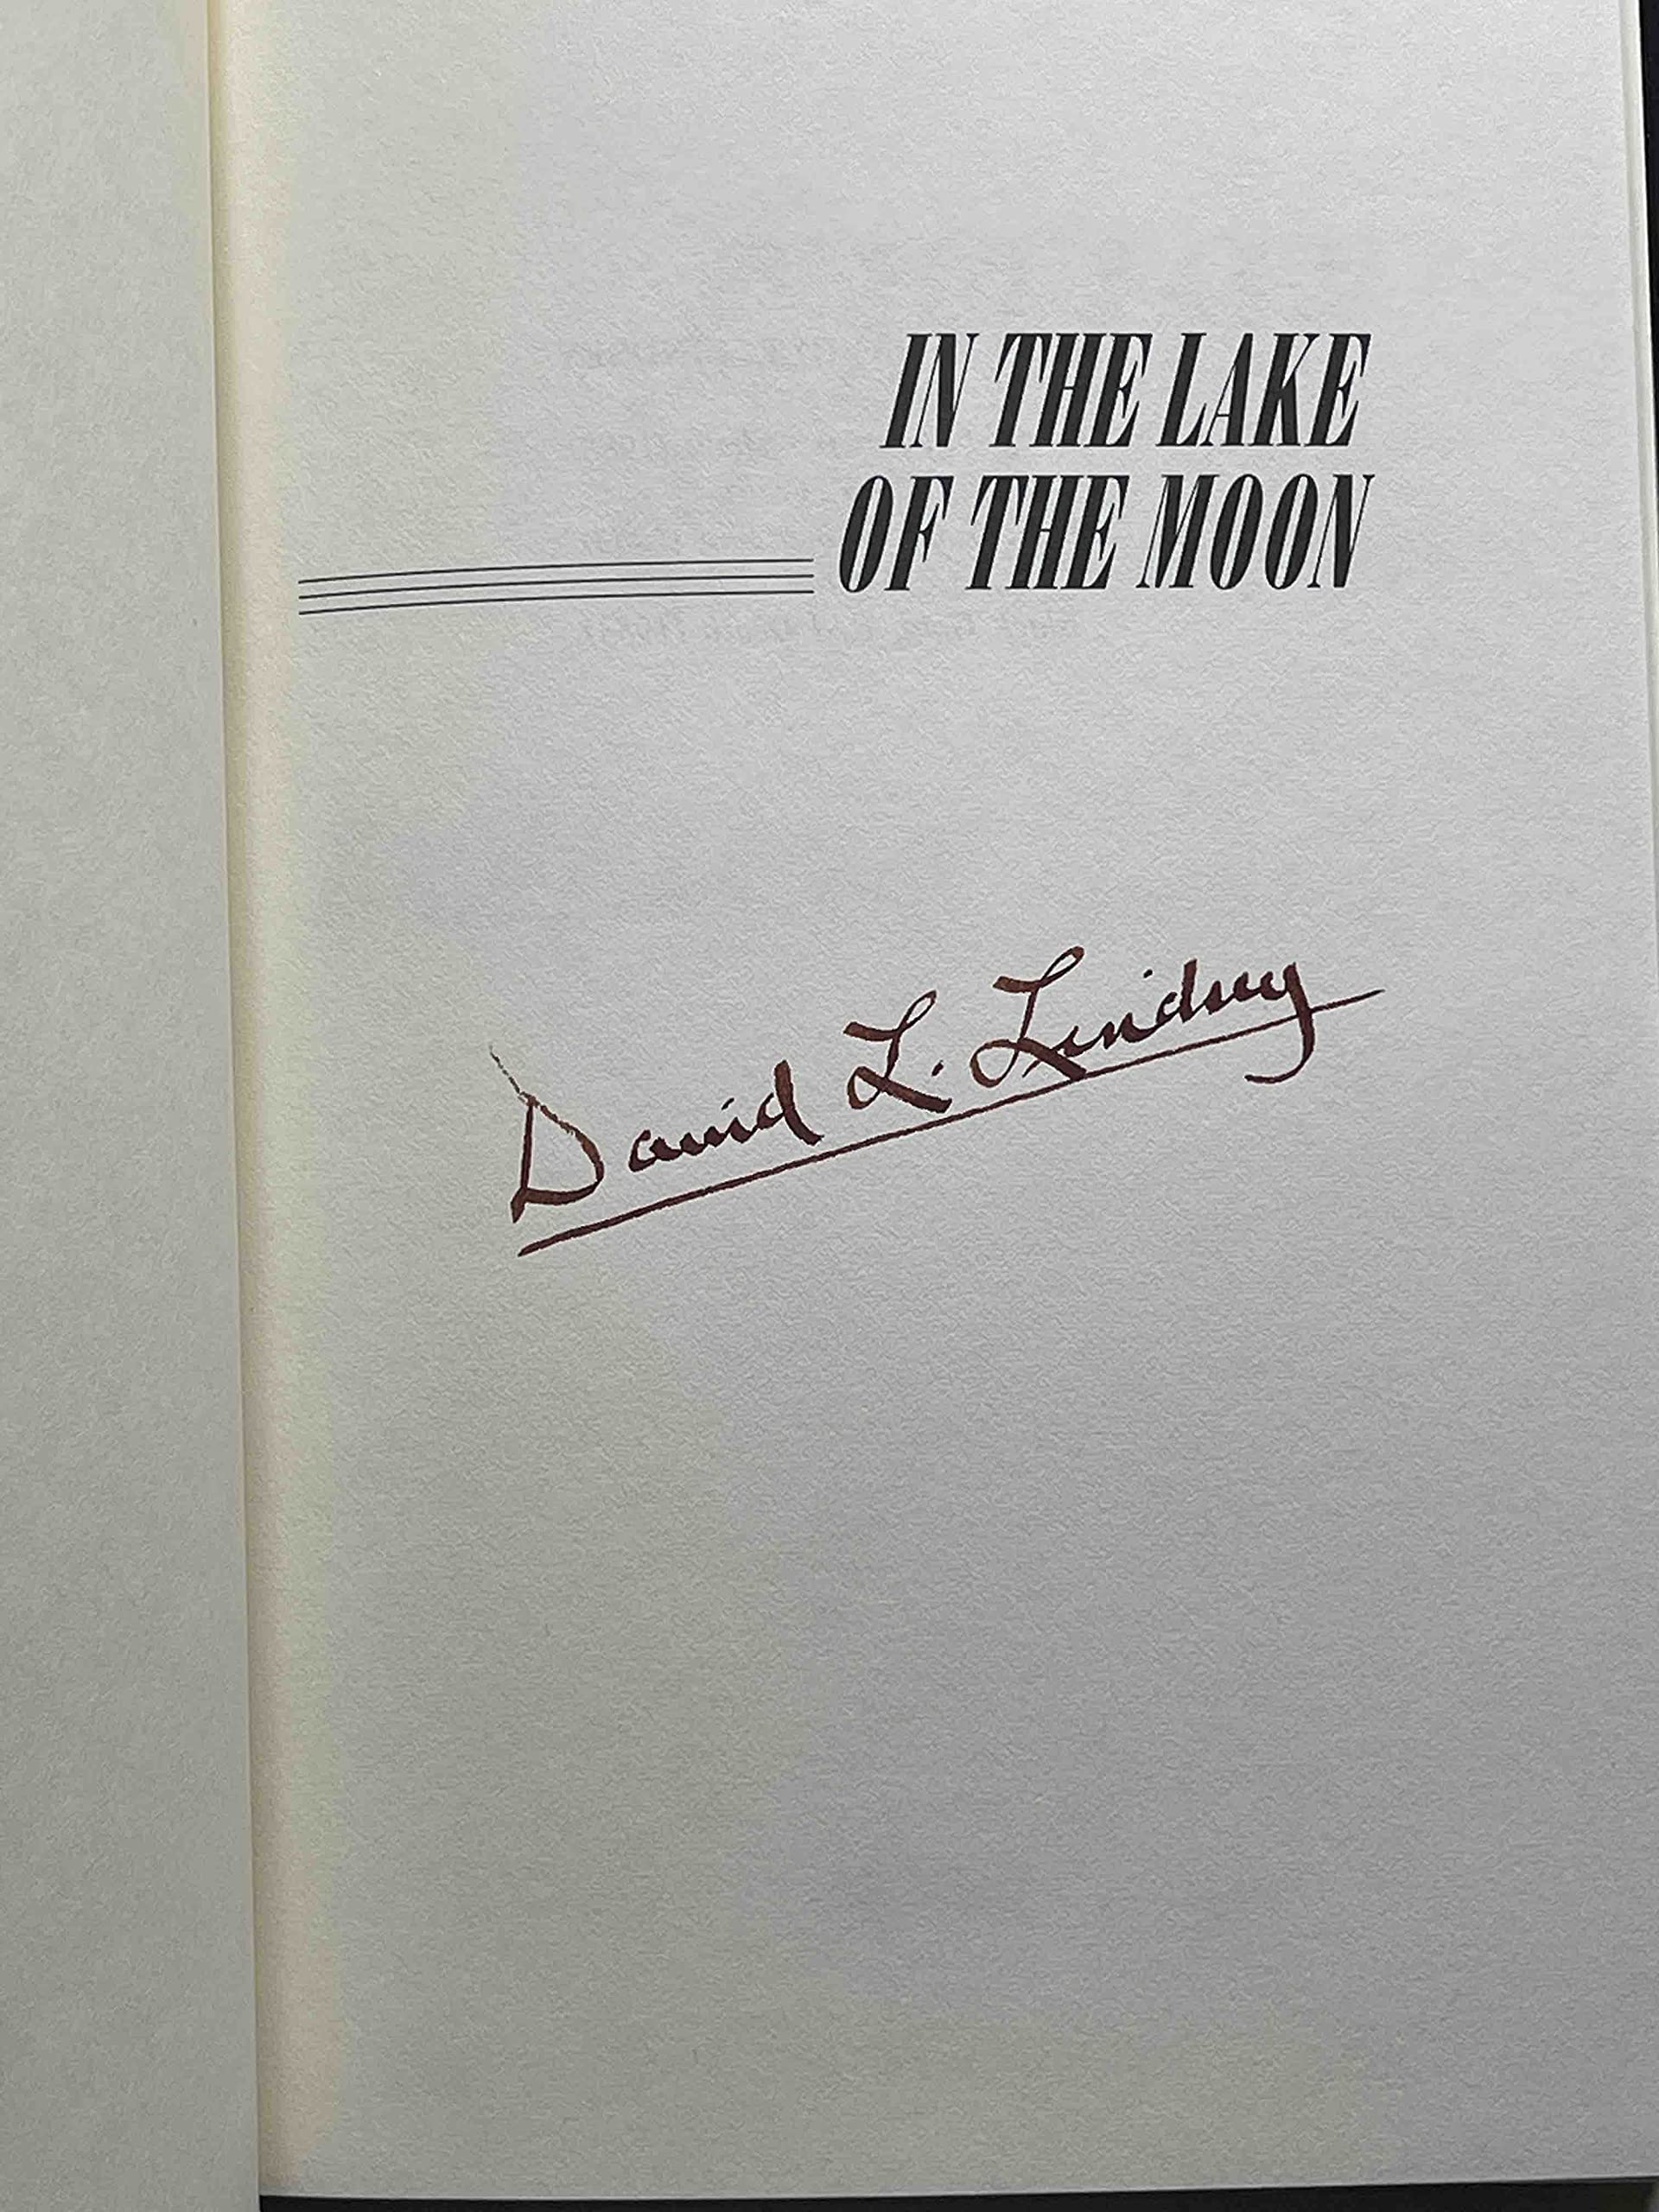 IN THE LAKE
OF THE MOON
David L. Lindsey